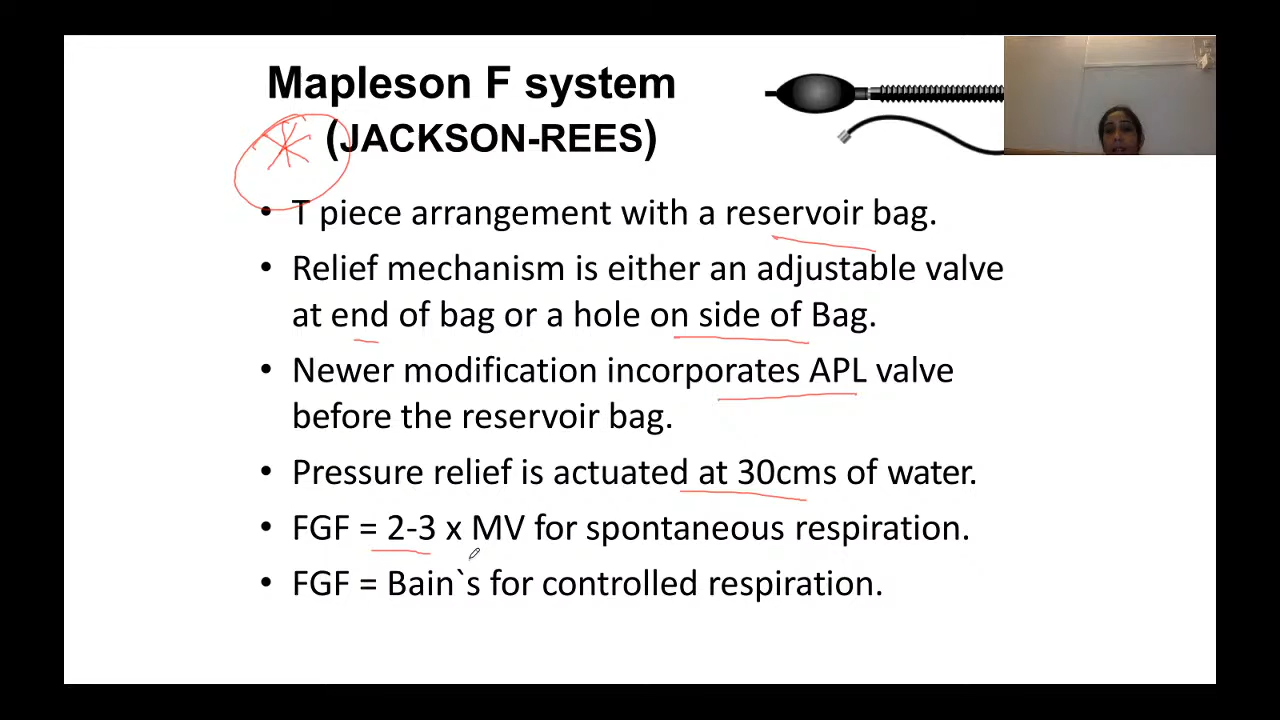 Mapleson F system
(JACKSON-REES)
• T piece arrangement with a reservoir bag.
• Relief mechanism is either an adjustable valve
at end of bag or a hole on side of Bag.
• Newer modification incorporates APL valve
before the reservoir bag.
• Pressure relief is actuated at 30cms of water.
• FGF = 2-3 x MV for spontaneous respiration.
• FGF = Bain`s for controlled respiration.